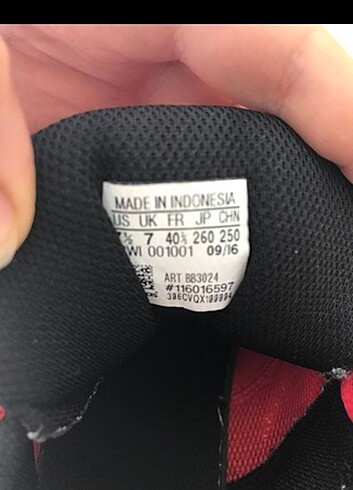 MADE IN INDONESIA
US UK FR JP CHN
½ 7 40⅔ 260 250
WI 001001 09/16
ART BB3024
#116016597